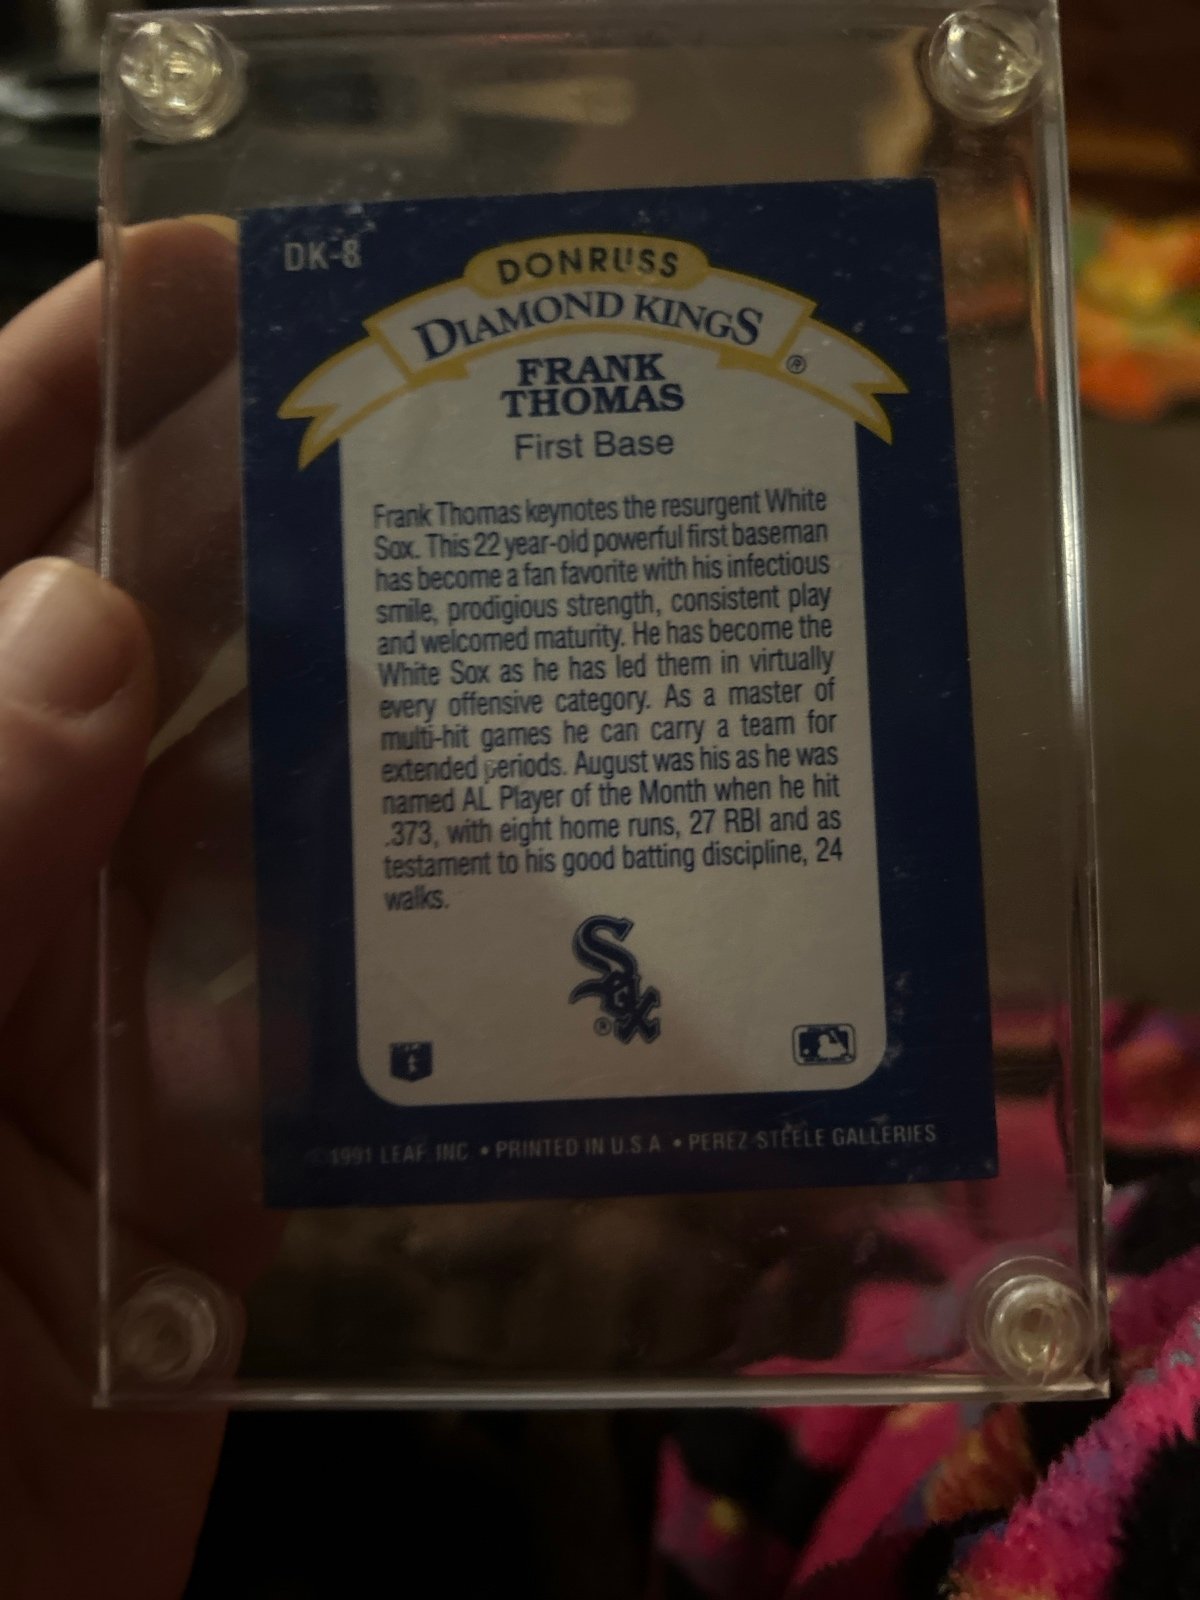 DK-8
DONRUSS
DIAMOND KINGS
®
FRANK
THOMAS
First Base
Frank Thomas keynotes the resurgent White
Sox. This 22 year-old powerful first baseman
has become a fan favorite with his infectious
smile, prodigious strength, consistent play
and welcomed maturity. He has become the
White Sox as he has led them in virtually
every offensive category. As a master of
multi-hit games he can carry a team for
extended periods. August was his as he was
named AL Player of the Month when he hit
.373, with eight home runs, 27 RBI and as
testament to his good batting discipline, 24
walks.
Sox
®
©1991 LEAF, INC. • PRINTED IN U.S.A. • PEREZ-STEELE GALLERIES